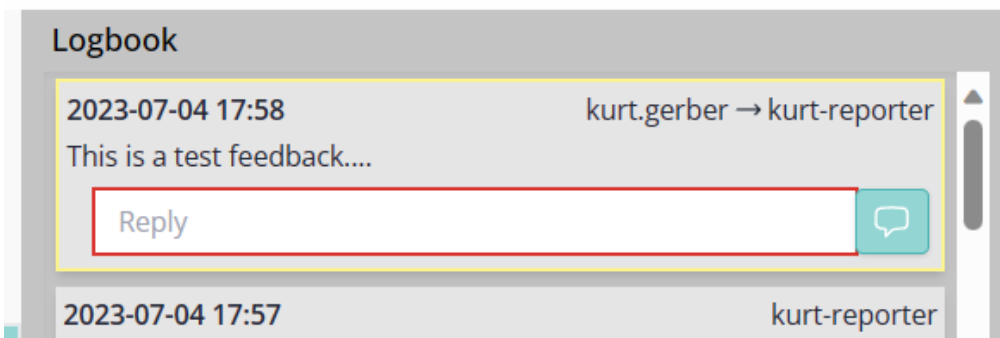 Logbook
2023-07-04 17:58 kurt.gerber → kurt-reporter
This is a test feedback....
Reply
2023-07-04 17:57 kurt-reporter